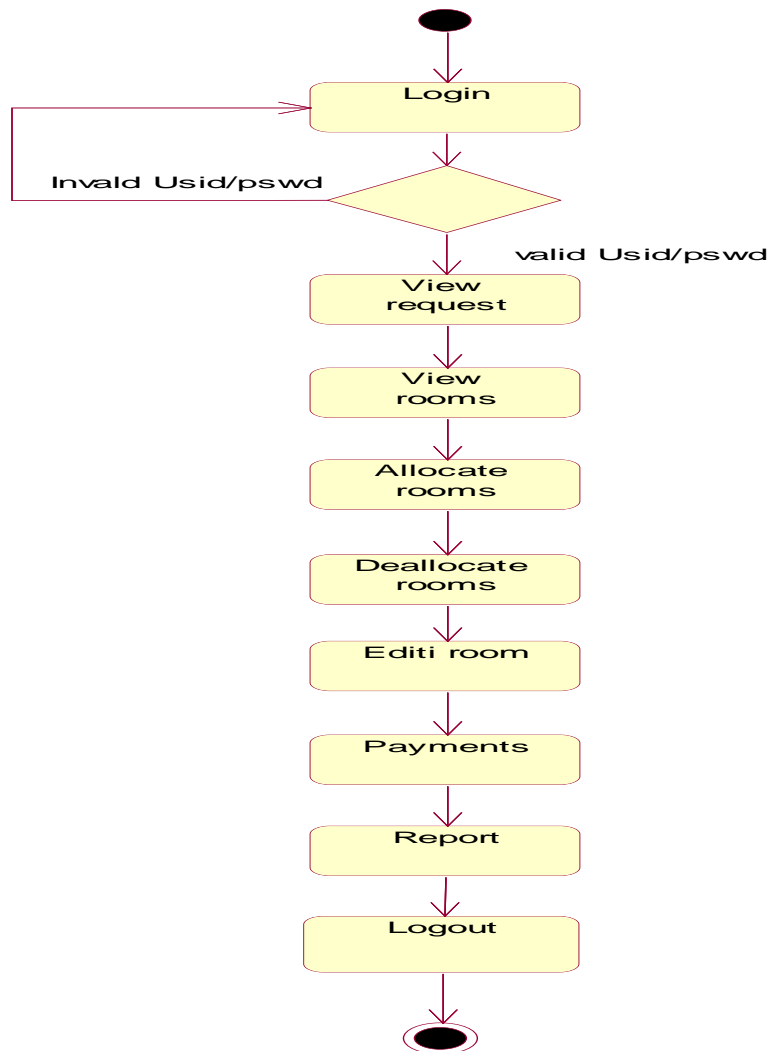 Login
Invald Usid/pswd
valid Usid/pswd
View
request
View
rooms
Allocate
rooms
Deallocate
rooms
Editi room
Payments
Report
Logout